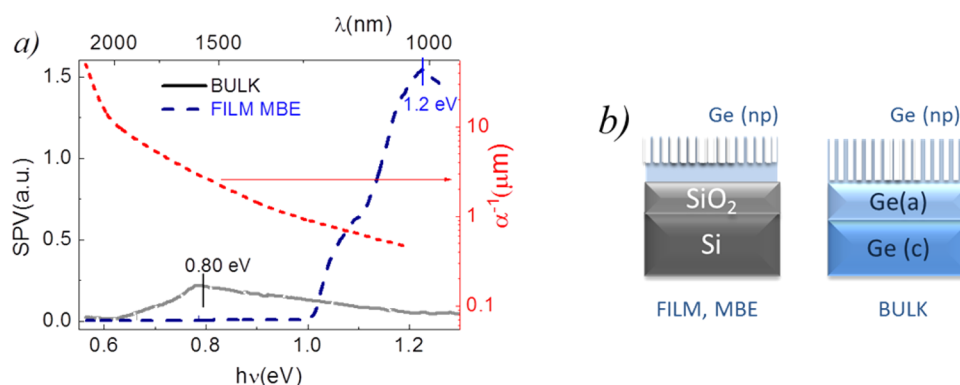 a)
λ(nm)
2000 1500 1000
1.5
1.0
0.5
0.0
SPV(a.u.)
BULK
FILM MBE
1.2 eV
0.80 eV
10
1
0.1
α⁻¹(μm)
0.6 0.8 1.0 1.2
hν(eV)
b)
Ge (np)
SiO₂
Si
FILM, MBE
Ge (np)
Ge(a)
Ge (c)
BULK